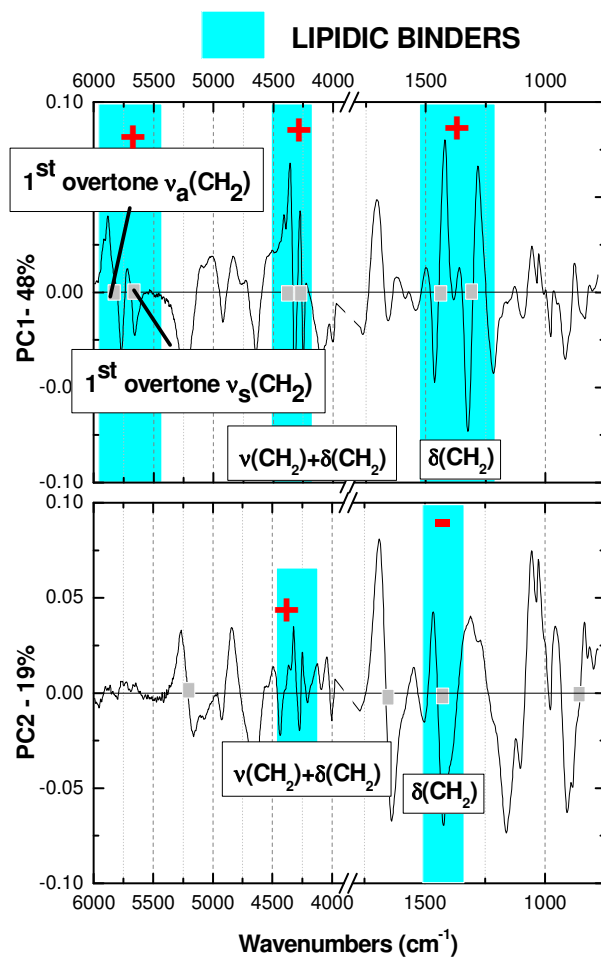 LIPIDIC BINDERS
6000 5500 5000 4500 4000 1500 1000
0.10
+ + +
1st overtone νa(CH2)
0.00
PC1- 48%
1st overtone νs(CH2)
-0.0
ν(CH2)+δ(CH2) δ(CH2)
-0.10
0.10
-
0.05
+
0.00
PC2 - 19%
ν(CH2)+δ(CH2) δ(CH2)
-0.05
-0.10
6000 5500 5000 4500 4000 1500 1000
Wavenumbers (cm-1)